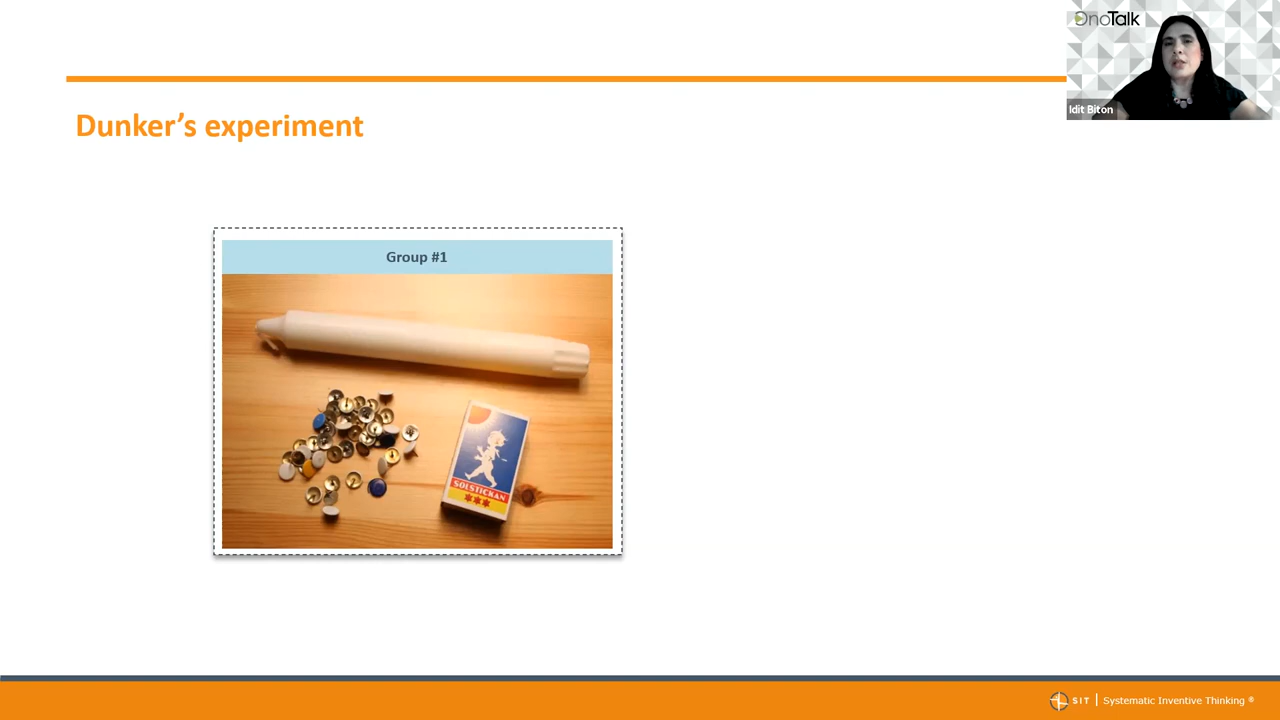 OnoTalk
Idit Biton
Dunker's experiment
Group #1
SOLSTICKAN
SIT | Systematic Inventive Thinking ®